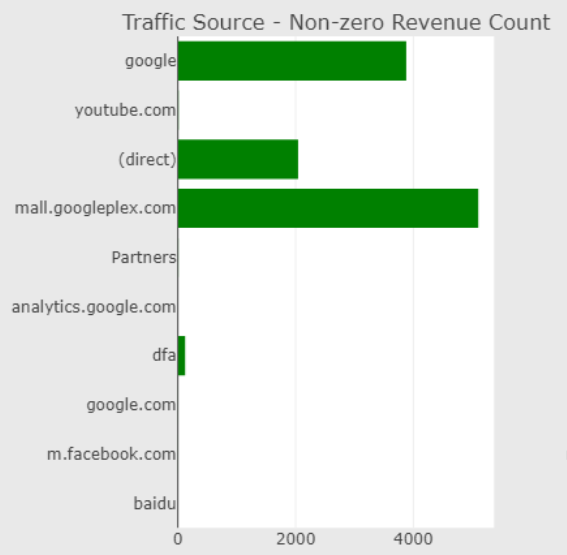 Traffic Source - Non-zero Revenue Count
google
youtube.com
(direct)
mall.googleplex.com
Partners
analytics.google.com
dfa
google.com
m.facebook.com
baidu
0 2000 4000